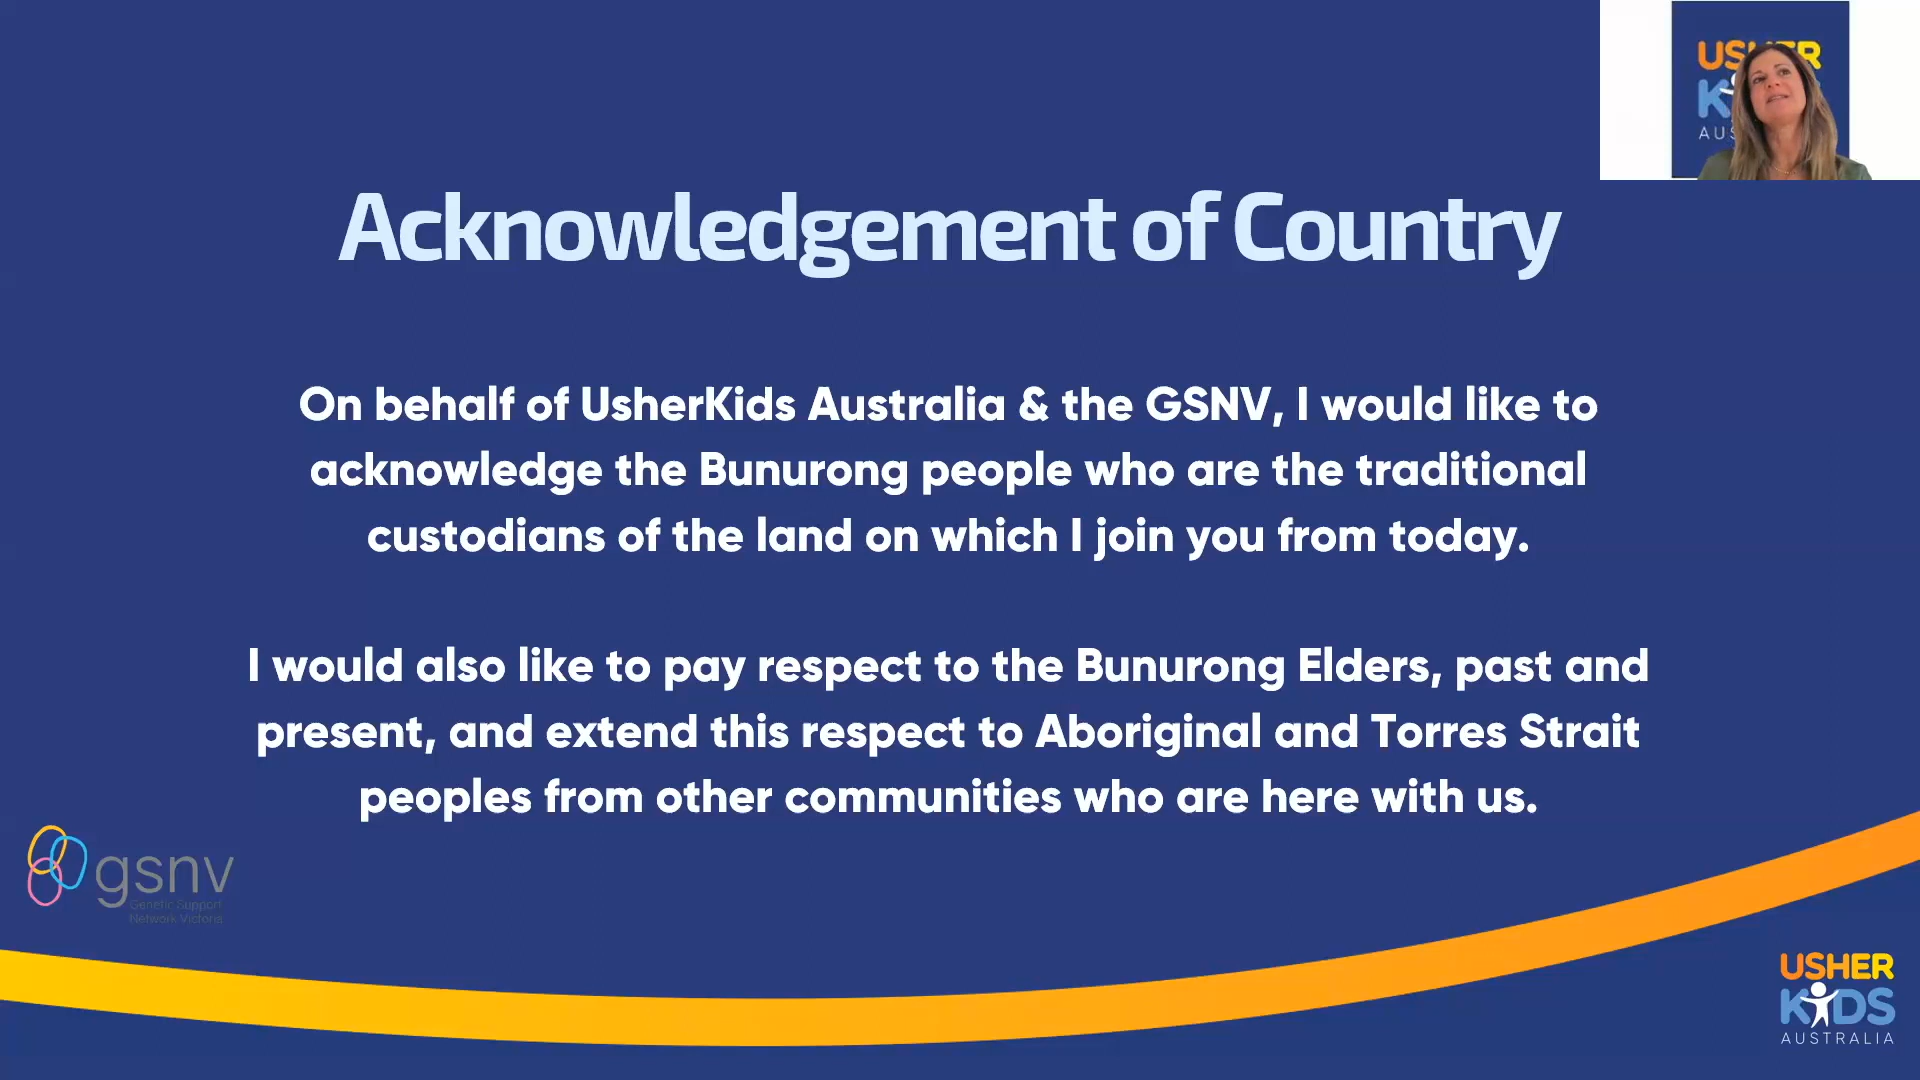 USHER
K
AUS
Acknowledgement of Country
On behalf of UsherKids Australia & the GSNV, I would like to
acknowledge the Bunurong people who are the traditional
custodians of the land on which I join you from today.
I would also like to pay respect to the Bunurong Elders, past and
present, and extend this respect to Aboriginal and Torres Strait
peoples from other communities who are here with us.
gsnv
Genetic Support
Network Victoria
USHER
KIDS
AUSTRALIA